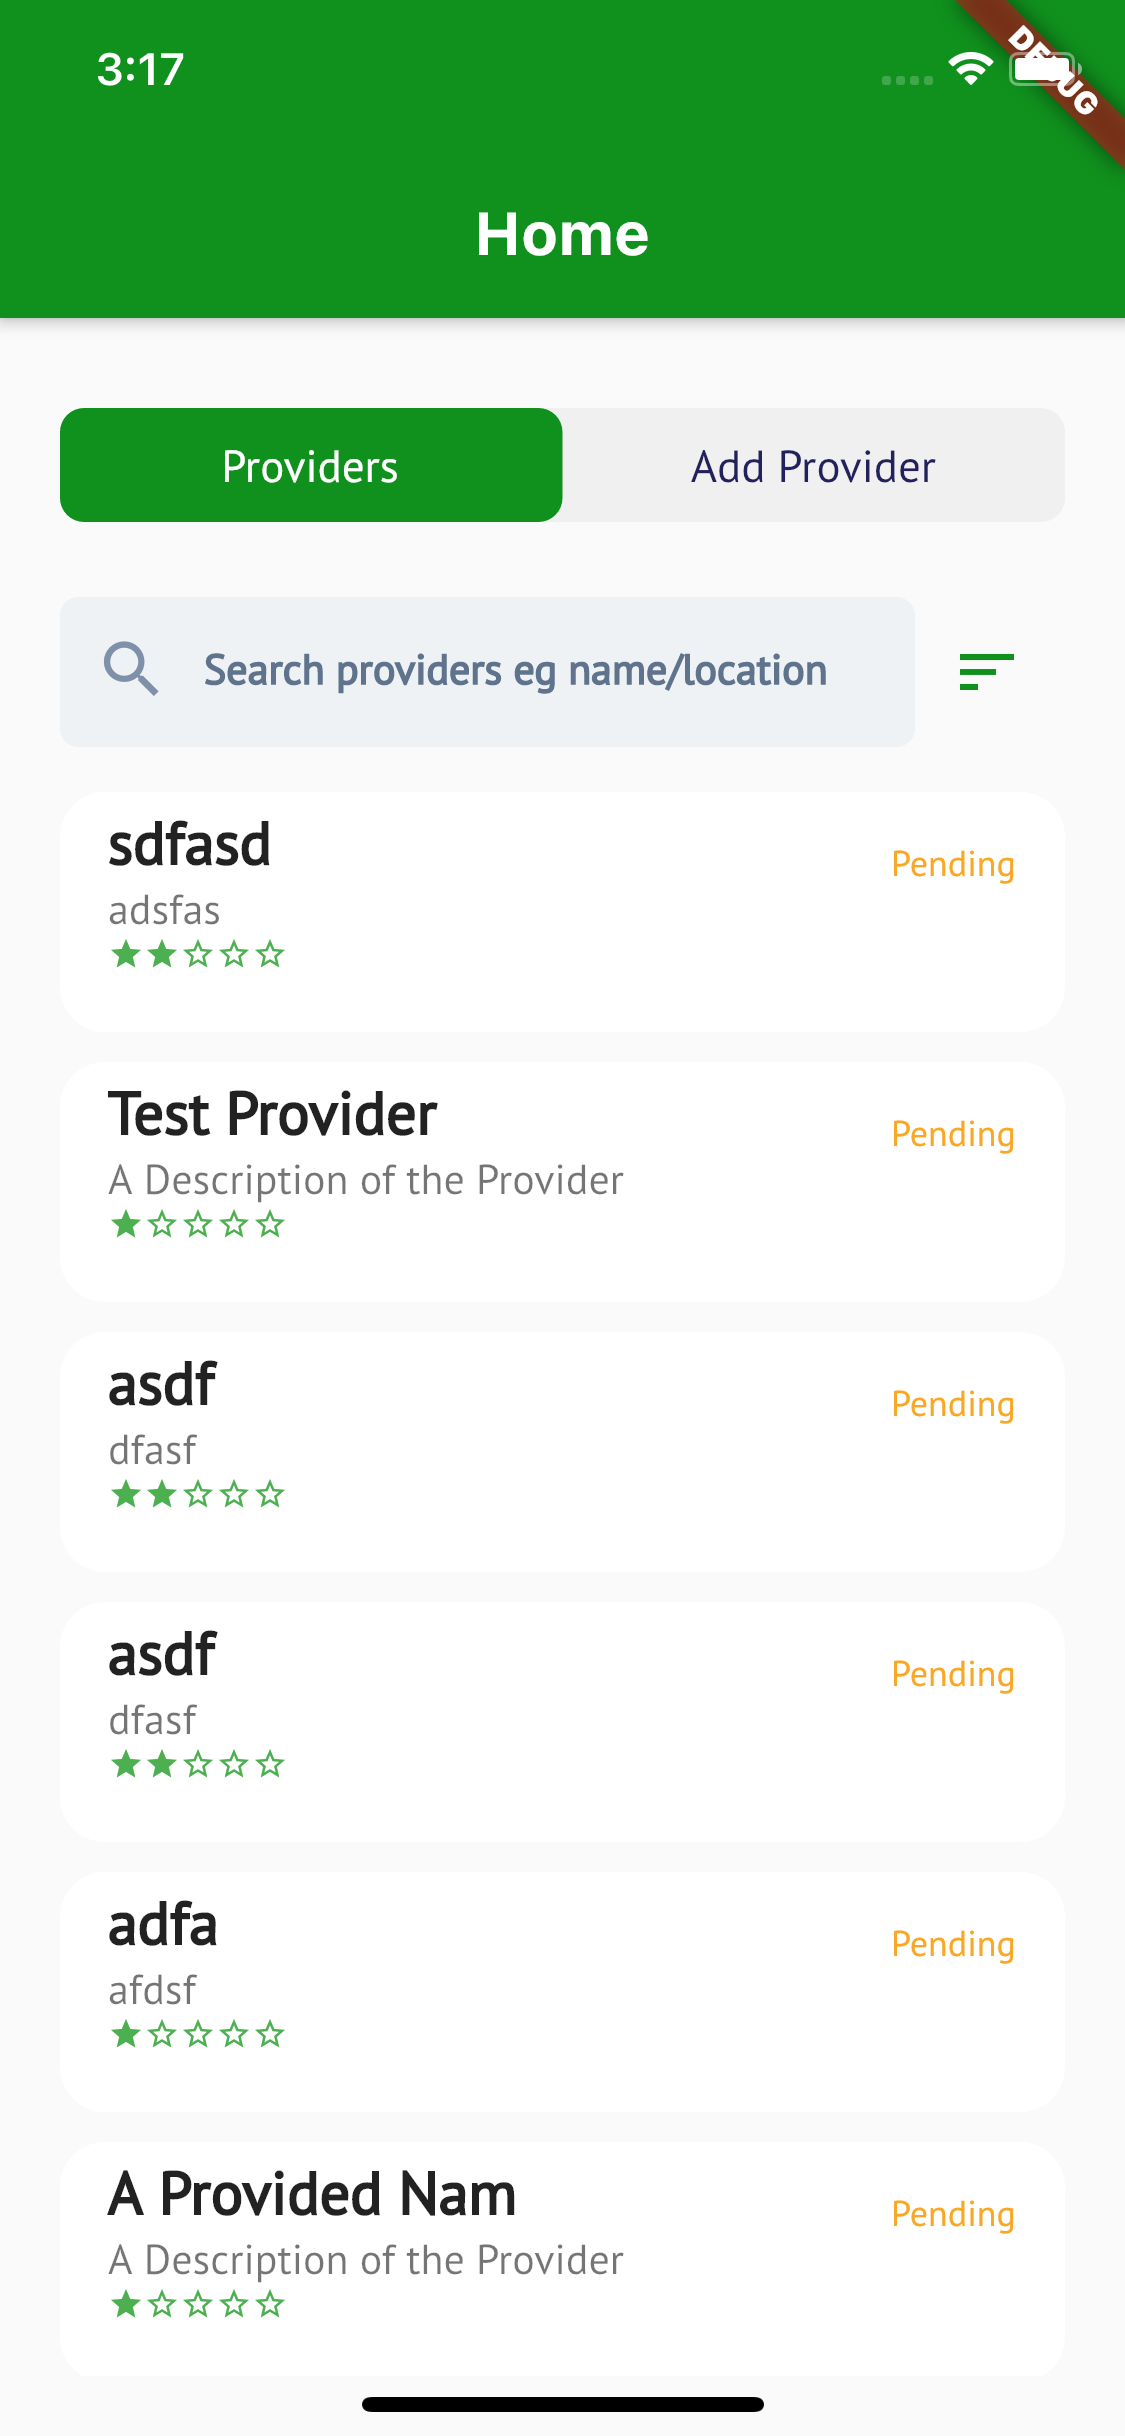 3:17
DEBUG
Home
Providers
Add Provider
Search providers eg name/location
sdfasd
Pending
adsfas
Test Provider
Pending
A Description of the Provider
asdf
Pending
dfasf
asdf
Pending
dfasf
adfa
Pending
afdsf
A Provided Nam
Pending
A Description of the Provider